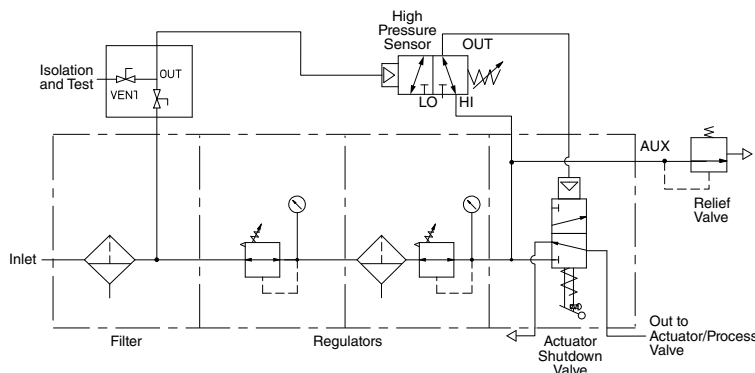 High
Pressure
Sensor
OUT
Isolation
and Test
OUT
VENT
LO
HI
AUX
Relief
Valve
Inlet
Filter
Regulators
Actuator
Shutdown
Valve
Out to
Actuator/Process
Valve